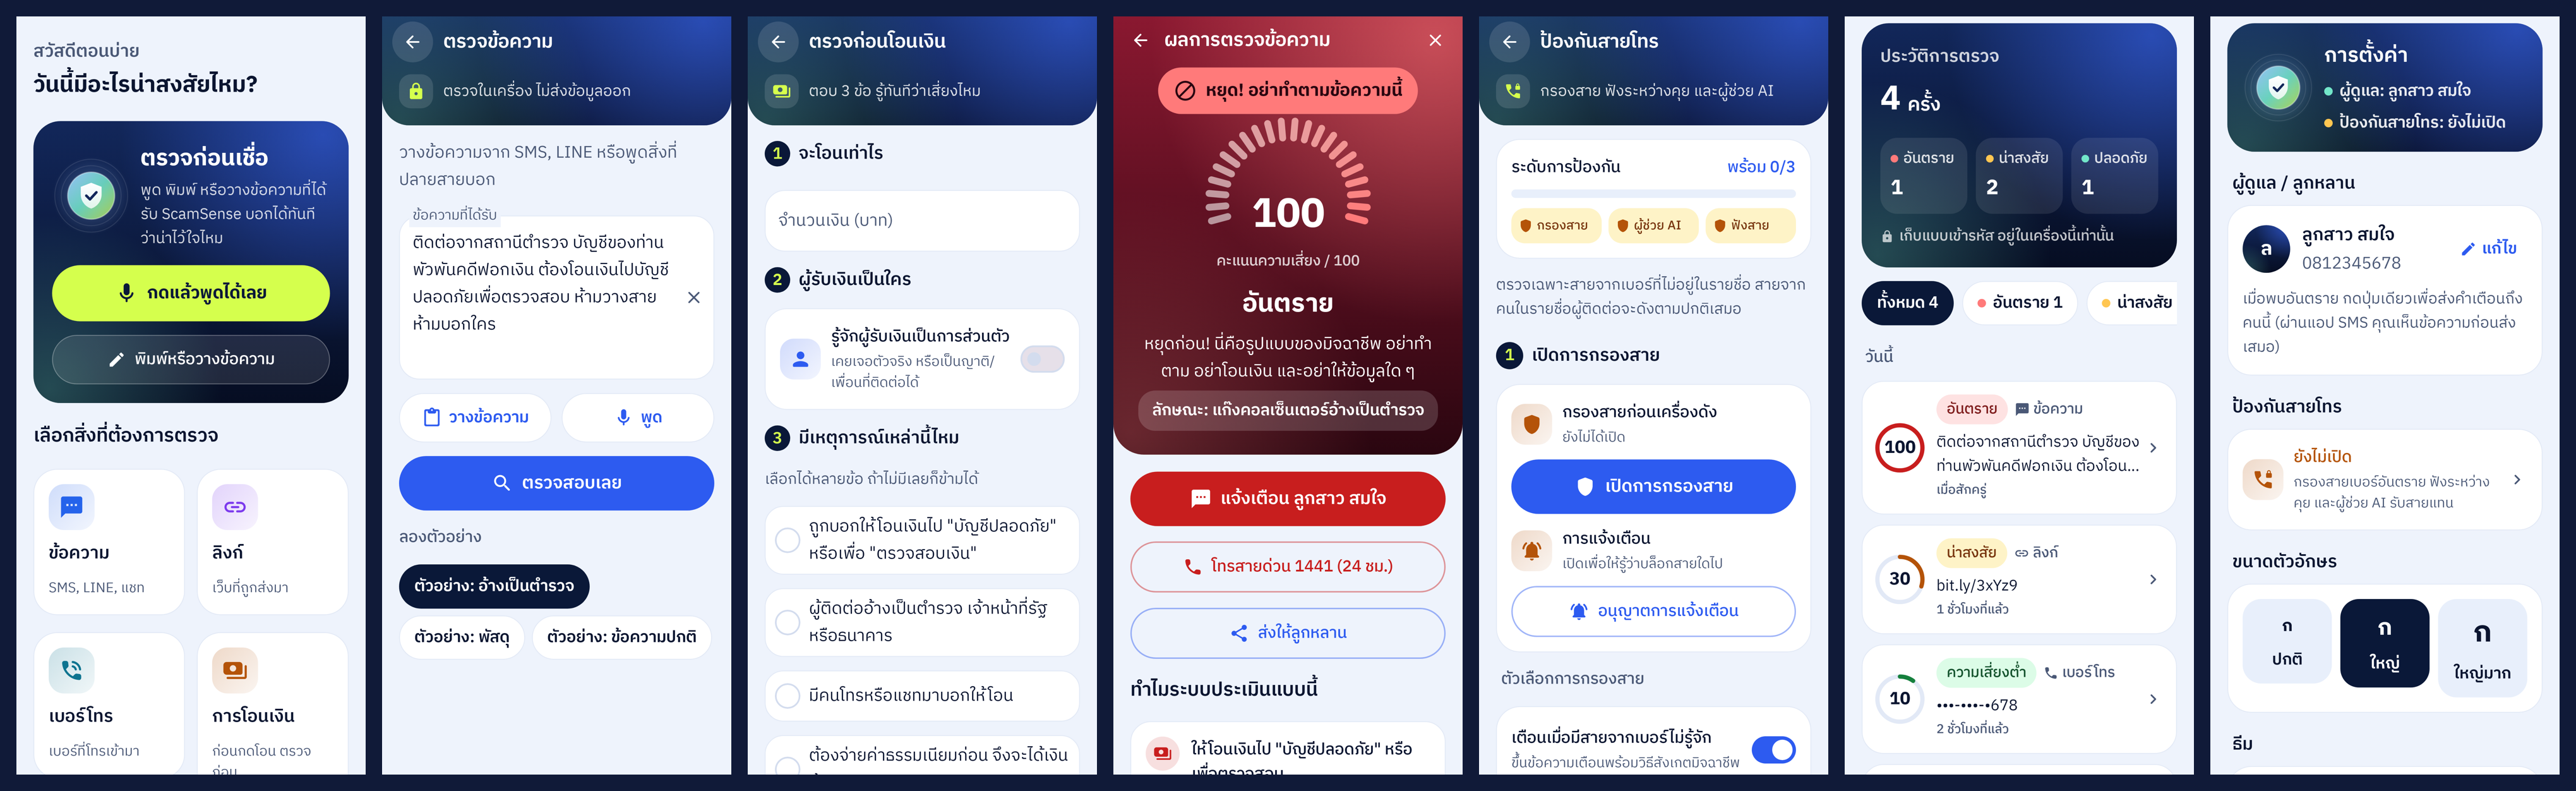 สวัสดีตอนบ่าย
วันนี้มีอะไรน่าสงสัยไหม?
ตรวจก่อนเชื่อ
พูด พิมพ์ หรือวางข้อความที่ได้
รับ ScamSense บอกได้ทันที
ว่าน่าไว้ใจไหม
กดแล้วพูดได้เลย
พิมพ์หรือวางข้อความ
เลือกสิ่งที่ต้องการตรวจ
ข้อความ
SMS, LINE, แชท
ลิงก์
เว็บที่ถูกส่งมา
เบอร์โทร
เบอร์ที่โทรเข้ามา
การโอนเงิน
ก่อนกดโอน ตรวจ
ก่อน
ตรวจข้อความ
ตรวจในเครื่อง ไม่ส่งข้อมูลออก
วางข้อความจาก SMS, LINE หรือพูดสิ่งที่
ปลายสายบอก
ข้อความที่ได้รับ
ติดต่อจากสถานีตำรวจ บัญชีของท่าน
พัวพันคดีฟอกเงิน ต้องโอนเงินไปบัญชี
ปลอดภัยเพื่อตรวจสอบ ห้ามวางสาย
ห้ามบอกใคร
วางข้อความ
พูด
ตรวจสอบเลย
ลองตัวอย่าง
ตัวอย่าง: อ้างเป็นตำรวจ
ตัวอย่าง: พัสดุ
ตัวอย่าง: ข้อความปกติ
ตรวจก่อนโอนเงิน
ตอบ 3 ข้อ รู้ทันทีว่าเสี่ยงไหม
1 จะโอนเท่าไร
จำนวนเงิน (บาท)
2 ผู้รับเงินเป็นใคร
รู้จักผู้รับเงินเป็นการส่วนตัว
เคยเจอตัวจริง หรือเป็นญาติ/
เพื่อนที่ติดต่อได้
3 มีเหตุการณ์เหล่านี้ไหม
เลือกได้หลายข้อ ถ้าไม่มีเลยก็ข้ามได้
ถูกบอกให้โอนเงินไป "บัญชีปลอดภัย"
หรือเพื่อ "ตรวจสอบเงิน"
ผู้ติดต่ออ้างเป็นตำรวจ เจ้าหน้าที่รัฐ
หรือธนาคาร
มีคนโทรหรือแชทมาบอกให้โอน
ต้องจ่ายค่าธรรมเนียมก่อน จึงจะได้เงิน
ผลการตรวจข้อความ
หยุด! อย่าทำตามข้อความนี้
100
คะแนนความเสี่ยง / 100
อันตราย
หยุดก่อน! นี่คือรูปแบบของมิจฉาชีพ อย่าทำ
ตาม อย่าโอนเงิน และอย่าให้ข้อมูลใด ๆ
ลักษณะ: แก๊งคอลเซ็นเตอร์อ้างเป็นตำรวจ
แจ้งเตือน ลูกสาว สมใจ
โทรสายด่วน 1441 (24 ชม.)
ส่งให้ลูกหลาน
ทำไมระบบประเมินแบบนี้
ให้โอนเงินไป "บัญชีปลอดภัย" หรือ
เพื่อตรวจสอบ
ป้องกันสายโทร
กรองสาย ฟังระหว่างคุย และผู้ช่วย AI
ระดับการป้องกัน
พร้อม 0/3
กรองสาย
ผู้ช่วย AI
ฟังสาย
ตรวจเฉพาะสายจากเบอร์ที่ไม่อยู่ในรายชื่อ สายจาก
คนในรายชื่อผู้ติดต่อจะดังตามปกติเสมอ
1 เปิดการกรองสาย
กรองสายก่อนเครื่องดัง
ยังไม่ได้เปิด
เปิดการกรองสาย
การแจ้งเตือน
เปิดเพื่อให้รู้ว่าบล็อกสายใดไป
อนุญาตการแจ้งเตือน
ตัวเลือกการกรองสาย
เตือนเมื่อมีสายจากเบอร์ไม่รู้จัก
ขึ้นข้อความเตือนพร้อมวิธีสังเกตมิจฉาชีพ
ประวัติการตรวจ
4 ครั้ง
อันตราย
1
น่าสงสัย
2
ปลอดภัย
1
เก็บแบบเข้ารหัส อยู่ในเครื่องนี้เท่านั้น
ทั้งหมด 4
อันตราย 1
น่าสงสัย
วันนี้
100
อันตราย
ข้อความ
ติดต่อจากสถานีตำรวจ บัญชีของ
ท่านพัวพันคดีฟอกเงิน ต้องโอน...
เมื่อสักครู่
30
น่าสงสัย
ลิงก์
bit.ly/3xYz9
1 ชั่วโมงที่แล้ว
10
ความเสี่ยงต่ำ
เบอร์โทร
•••-•••-•678
2 ชั่วโมงที่แล้ว
การตั้งค่า
ผู้ดูแล: ลูกสาว สมใจ
ป้องกันสายโทร: ยังไม่เปิด
ผู้ดูแล / ลูกหลาน
ล
ลูกสาว สมใจ
0812345678
แก้ไข
เมื่อพบอันตราย กดปุ่มเดียวเพื่อส่งคำเตือนถึง
คนนี้ (ผ่านแอป SMS คุณเห็นข้อความก่อนส่ง
เสมอ)
ป้องกันสายโทร
ยังไม่เปิด
กรองสายเบอร์อันตราย ฟังระหว่าง
คุย และผู้ช่วย AI รับสายแทน
ขนาดตัวอักษร
ก
ปกติ
ก
ใหญ่
ก
ใหญ่มาก
ธีม